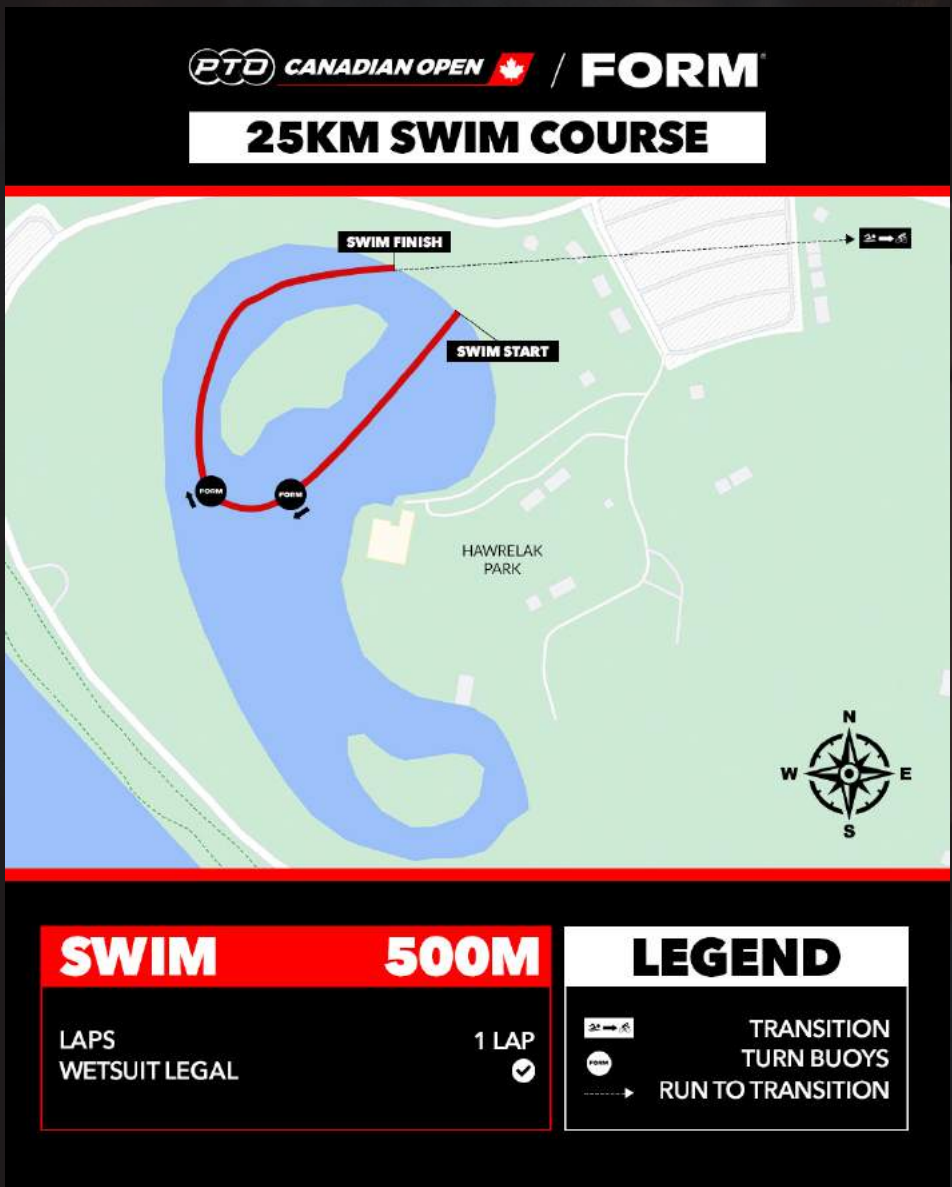 PTO CANADIAN OPEN / FORM
25KM SWIM COURSE
SWIM FINISH
SWIM START
FORM FORM
HAWRELAK
PARK
N
W E
S
SWIM 500M
LAPS 1 LAP
WETSUIT LEGAL
LEGEND
TRANSITION
FORM TURN BUOYS
RUN TO TRANSITION